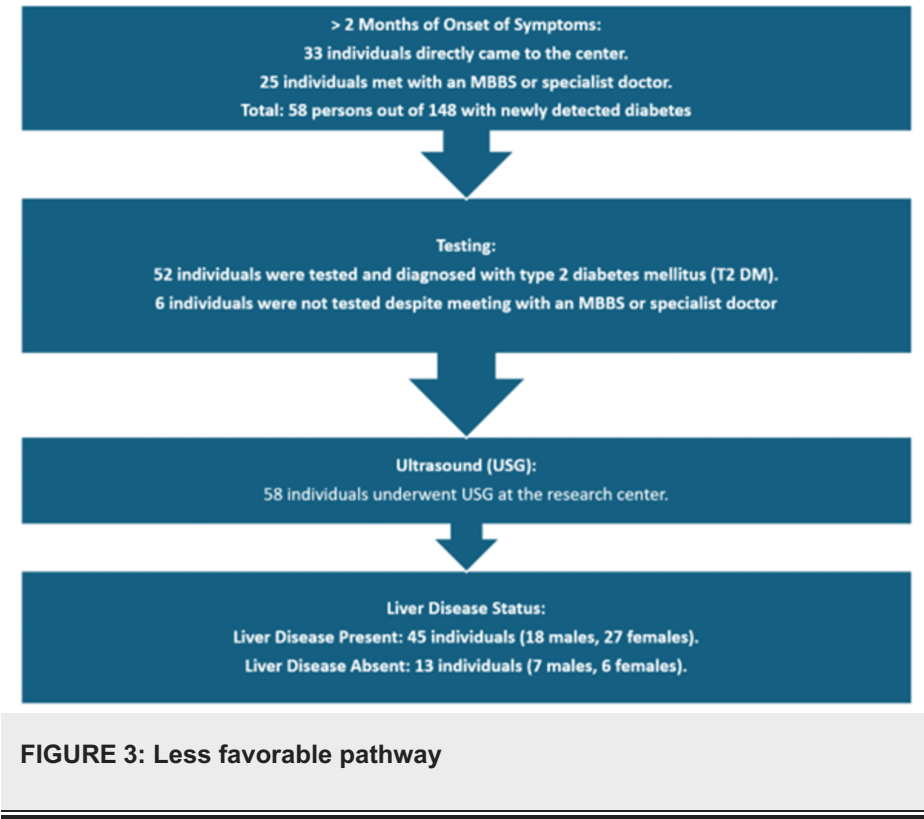 > 2 Months of Onset of Symptoms:
33 individuals directly came to the center.
25 individuals met with an MBBS or specialist doctor.
Total: 58 persons out of 148 with newly detected diabetes
Testing:
52 individuals were tested and diagnosed with type 2 diabetes mellitus (T2 DM).
6 individuals were not tested despite meeting with an MBBS or specialist doctor
Ultrasound (USG):
58 individuals underwent USG at the research center.
Liver Disease Status:
Liver Disease Present: 45 individuals (18 males, 27 females).
Liver Disease Absent: 13 individuals (7 males, 6 females).
FIGURE 3: Less favorable pathway